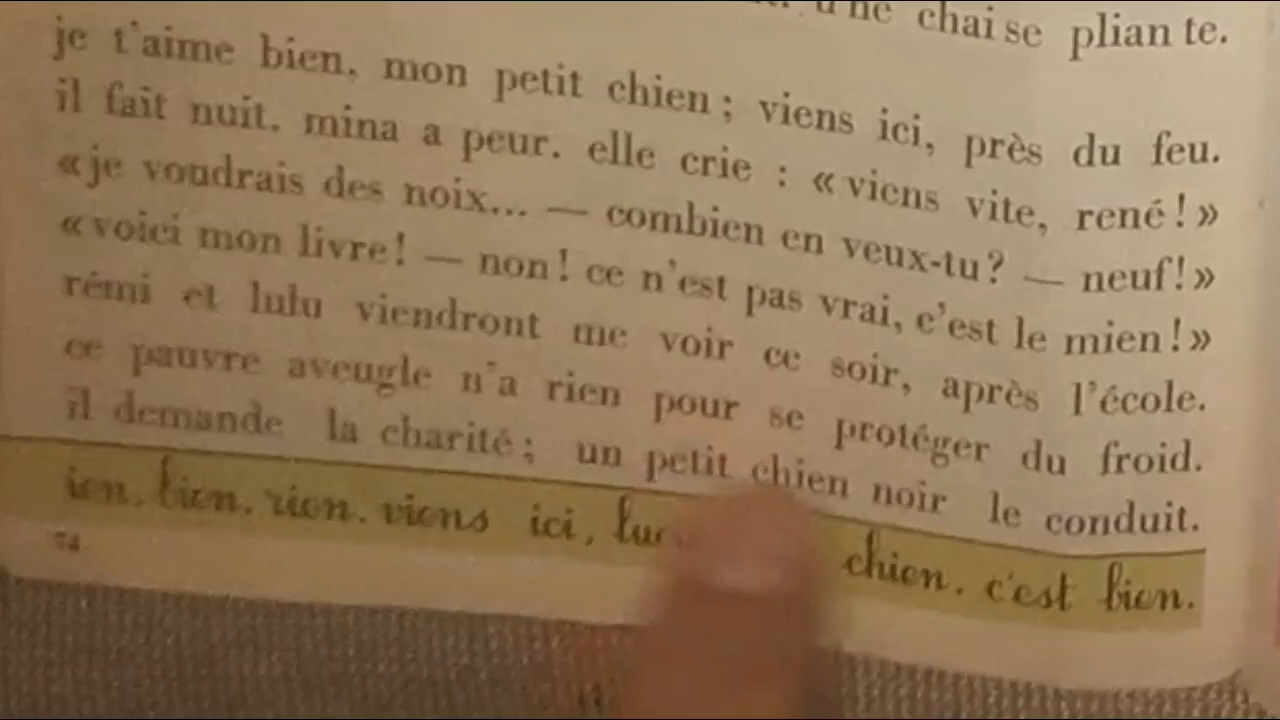 une chaise pliante.
je t'aime bien, mon petit chien ; viens ici, près du feu.
il fait nuit. mina a peur. elle crie : « viens vite, rené ! »
« je voudrais des noix... — combien en veux-tu ? — neuf ! »
« voici mon livre ! — non ! ce n'est pas vrai, c'est le mien ! »
rémi et lulu viendront me voir ce soir, après l'école.
ce pauvre aveugle n'a rien pour se protéger du froid.
il demande la charité ; un petit chien noir le conduit.
ien. bien. rien. viens ici, chien. c'est bien.
74